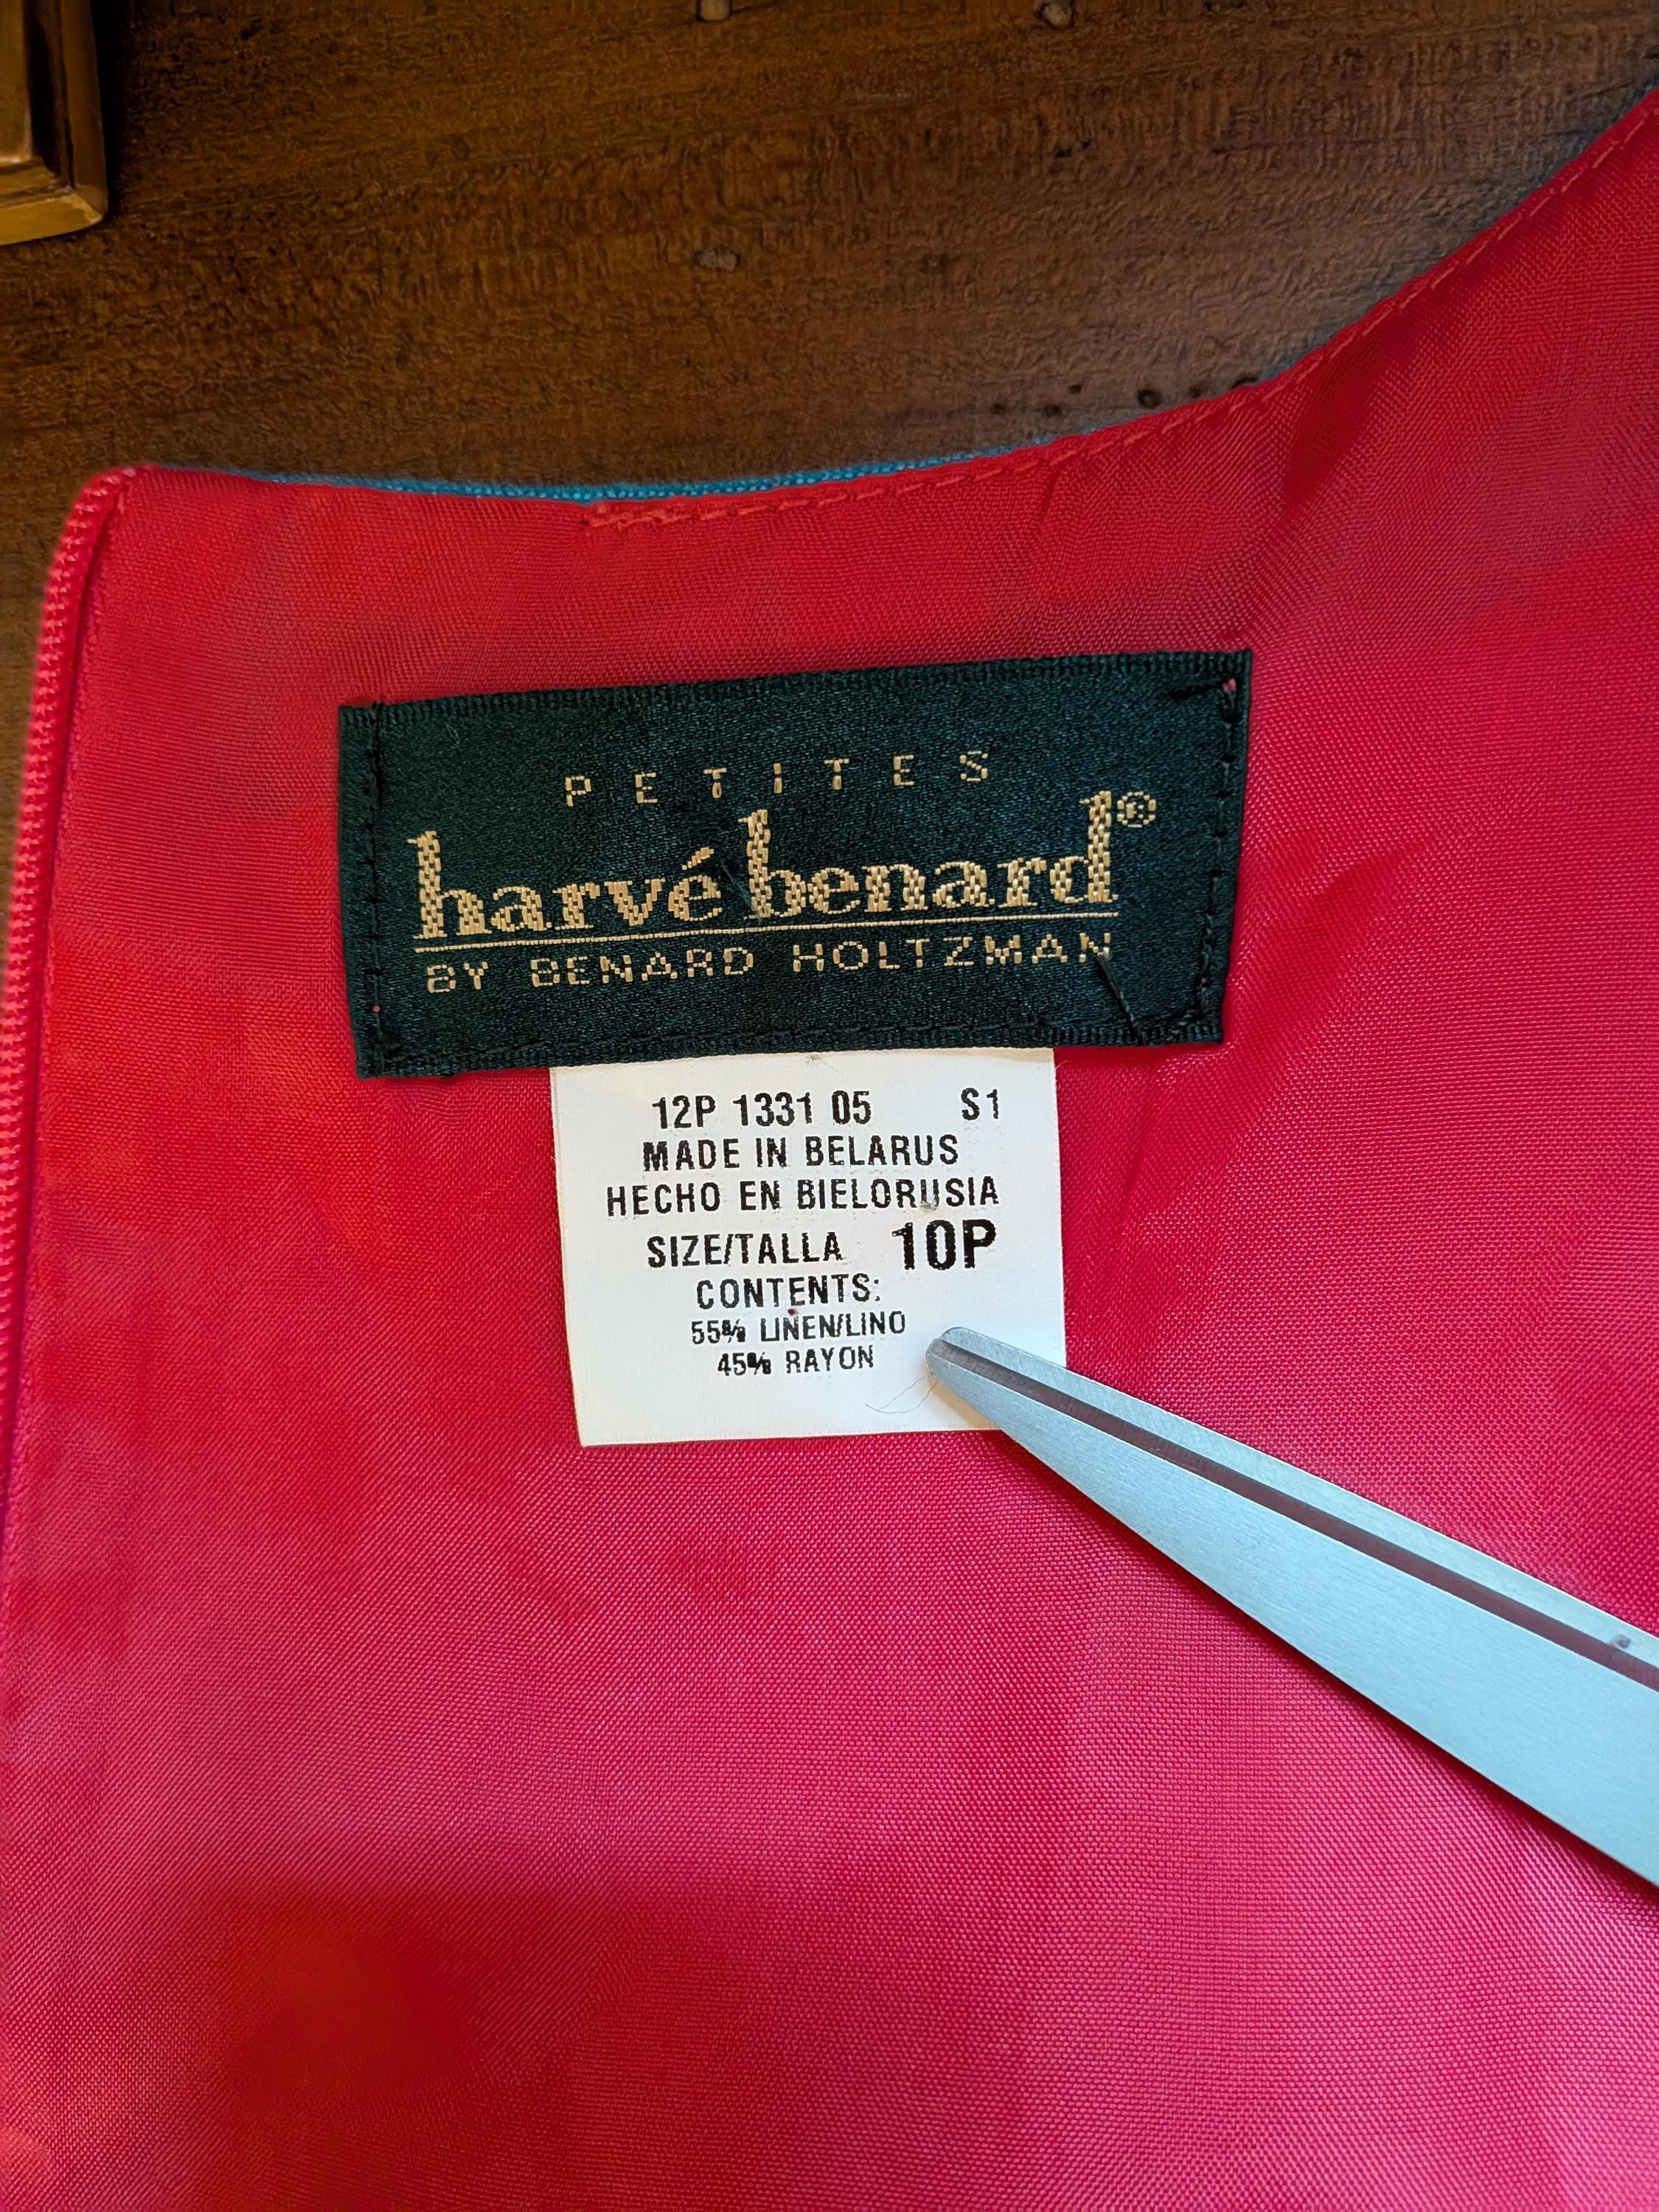 PETITES
harvé benard®
BY BENARD HOLTZMAN
12P 1331 05 S1
MADE IN BELARUS
HECHO EN BIELORUSIA
SIZE/TALLA 10P
CONTENTS:
55% LINEN/LINO
45% RAYON